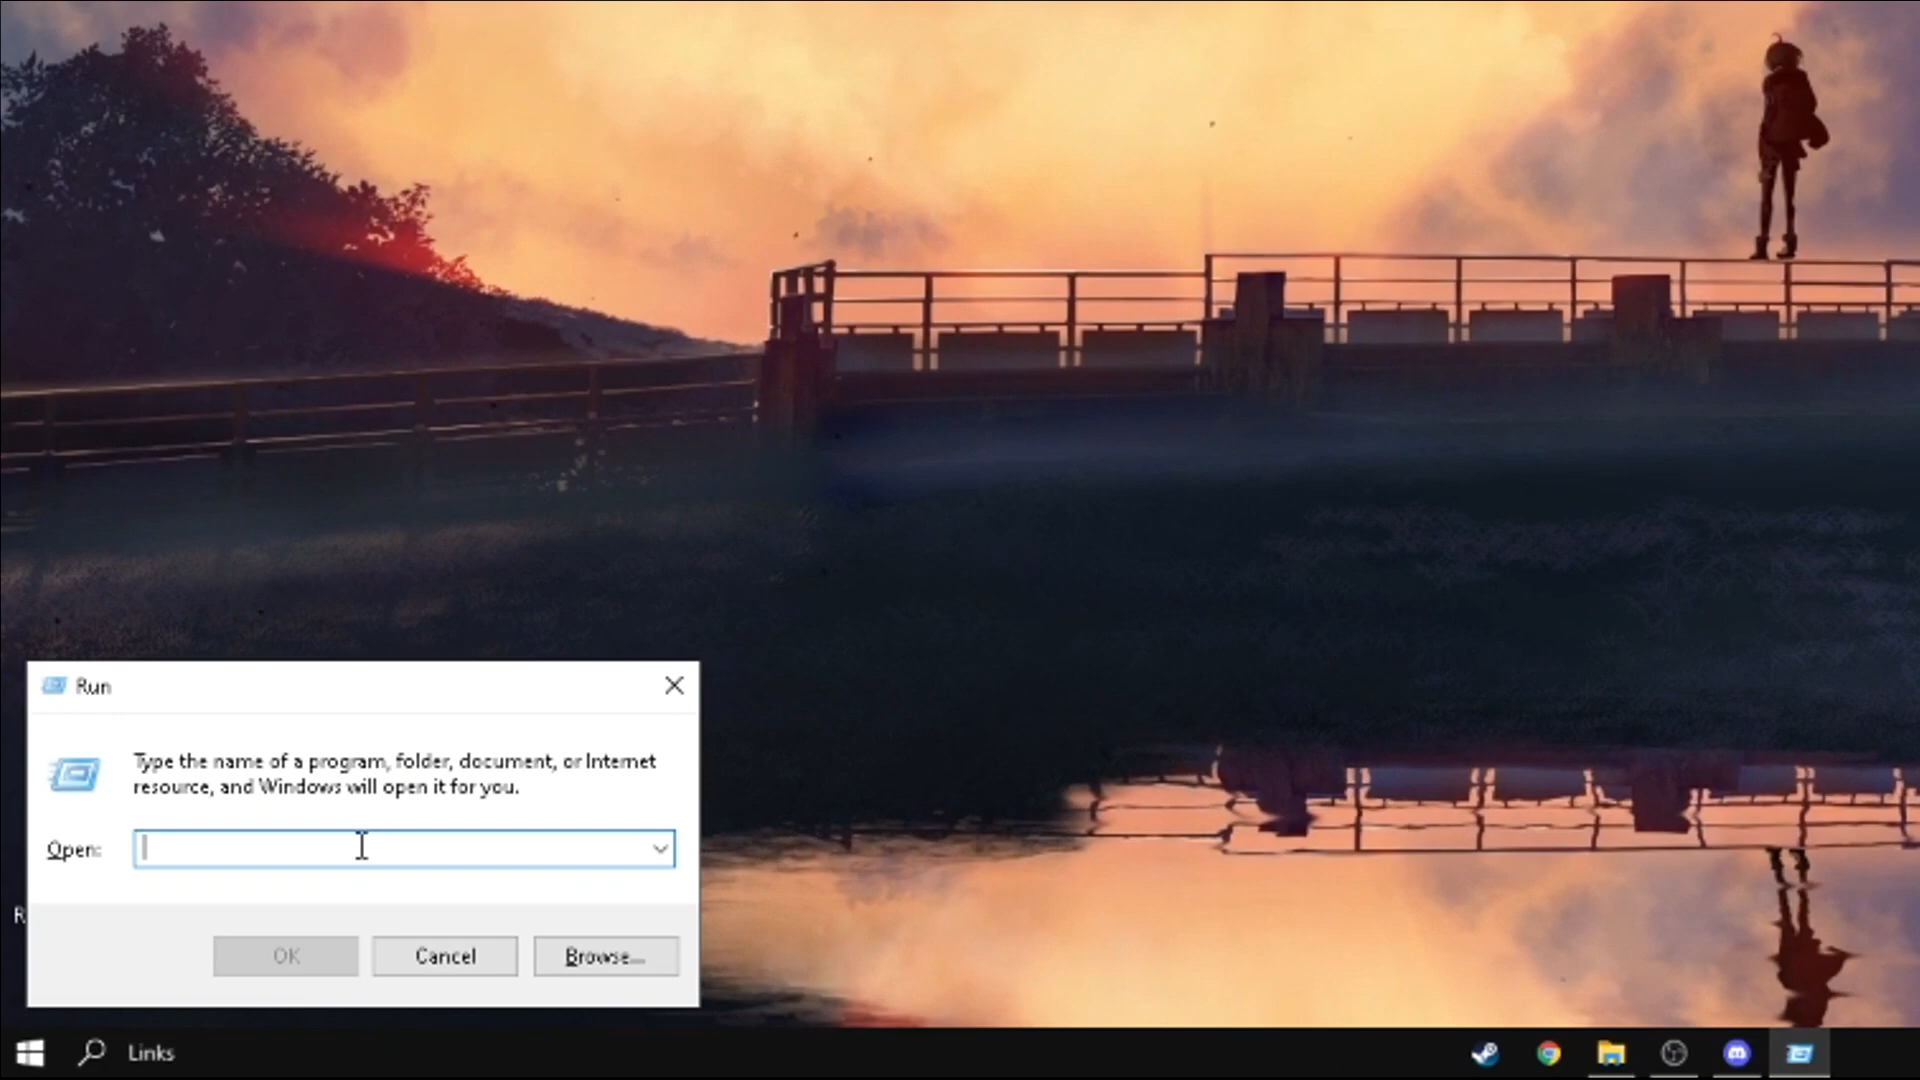 Run
Type the name of a program, folder, document, or Internet
resource, and Windows will open it for you.
Open:
OK
Cancel
Browse...
R
Links